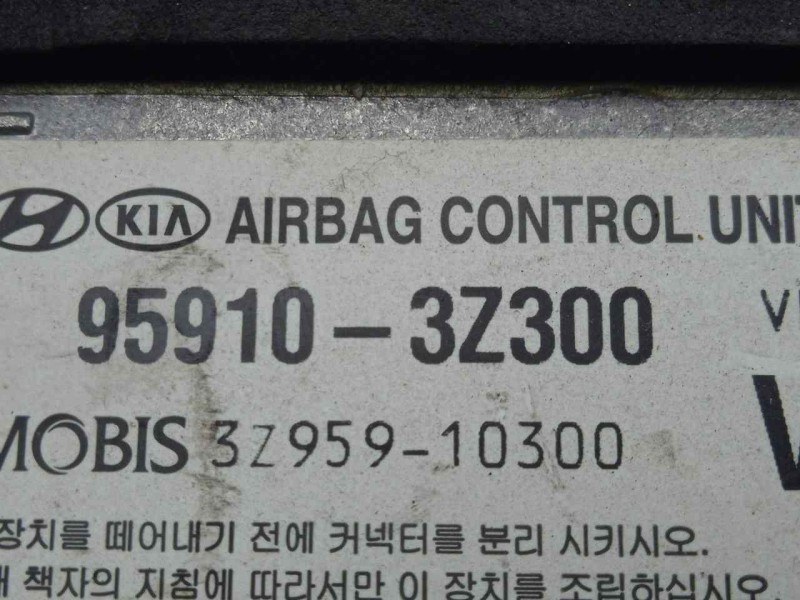 KIA AIRBAG CONTROL UNIT
95910-3Z300
MOBIS 3Z959-10300
장치를 떼어내기 전에 커넥터를 분리 시키시오.
책자의 지침에 따라서만 이 장치를 조립하십시오.